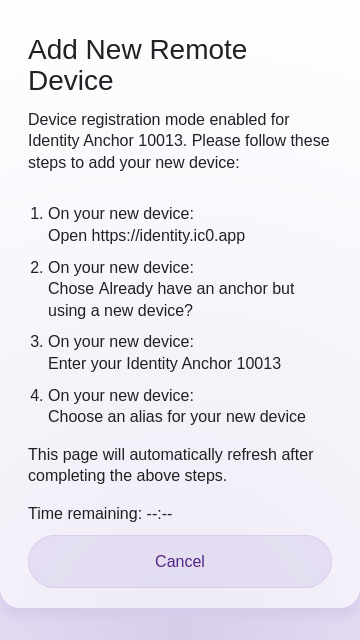 Add New Remote
Device
Device registration mode enabled for
Identity Anchor 10013. Please follow these
steps to add your new device:
1. On your new device:
Open https://identity.ic0.app
2. On your new device:
Chose Already have an anchor but
using a new device?
3. On your new device:
Enter your Identity Anchor 10013
4. On your new device:
Choose an alias for your new device
This page will automatically refresh after
completing the above steps.
Time remaining: --:--
Cancel